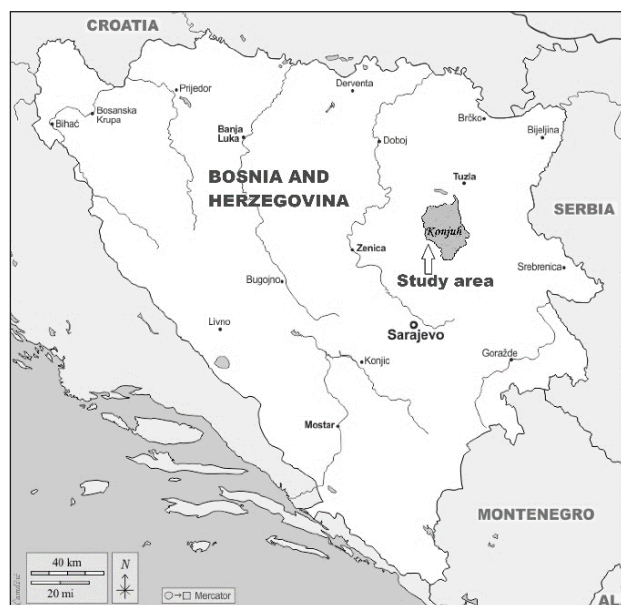 CROATIA
Derventa
Prijedor
Bosanska
Krupa
Bihać
Brčko
Bijeljina
Banja
Luka
Doboj
BOSNIA AND
HERZEGOVINA
Tuzla
SERBIA
Konjuh
Zenica
Study area
Srebrenica
Bugojno
Livno
Sarajevo
Konjic
Goražde
Mostar
MONTENEGRO
40 km
20 mi
N
Mercator
AL